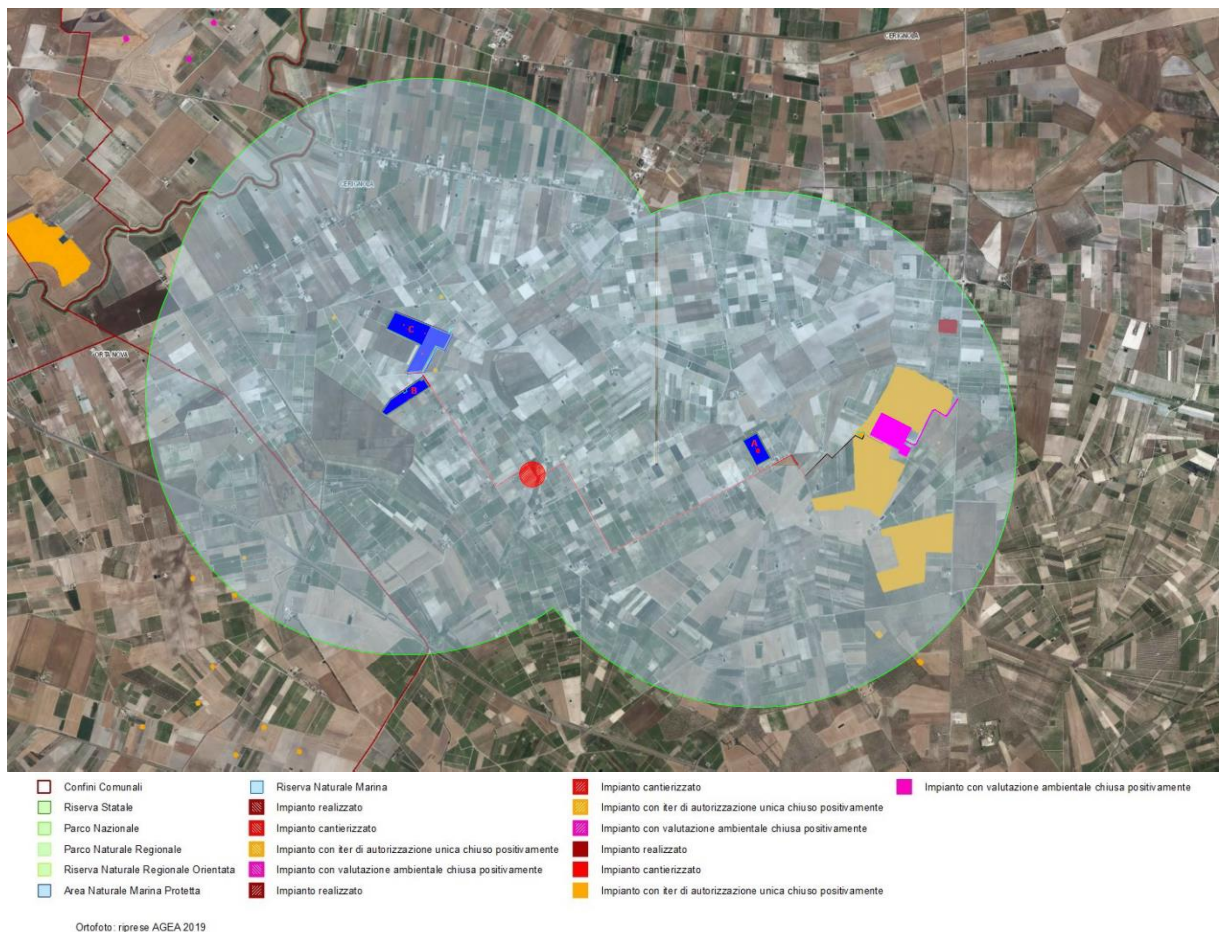 CERIGNOLA
CERIGNOLA
C
B
A
ORTA NOVA
Confini Comunali
Riserva Statale
Parco Nazionale
Parco Naturale Regionale
Riserva Naturale Regionale Orientata
Area Naturale Marina Protetta
Riserva Naturale Marina
Impianto realizzato
Impianto cantierizzato
Impianto con iter di autorizzazione unica chiuso positivamente
Impianto con valutazione ambientale chiusa positivamente
Impianto realizzato
Impianto cantierizzato
Impianto con iter di autorizzazione unica chiuso positivamente
Impianto con valutazione ambientale chiusa positivamente
Impianto realizzato
Impianto cantierizzato
Impianto con iter di autorizzazione unica chiuso positivamente
Impianto con valutazione ambientale chiusa positivamente
Ortofoto: riprese AGEA 2019